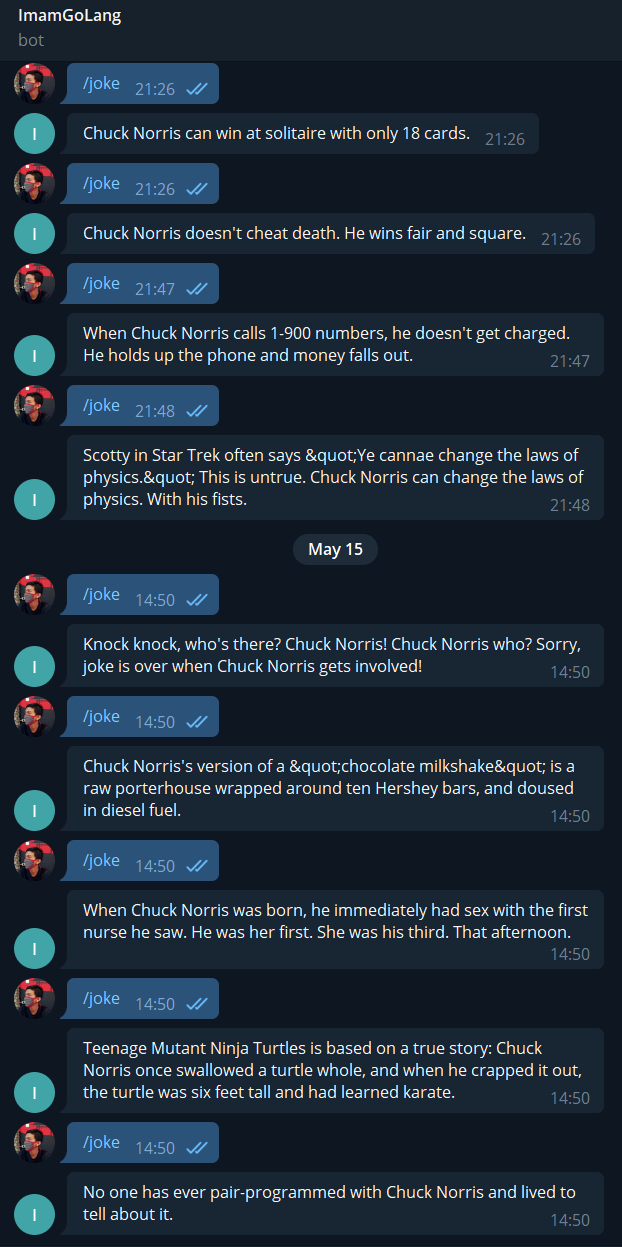 ImamGoLang
bot
/joke 21:26
I
Chuck Norris can win at solitaire with only 18 cards. 21:26
/joke 21:26
I
Chuck Norris doesn't cheat death. He wins fair and square. 21:26
/joke 21:47
When Chuck Norris calls 1-900 numbers, he doesn't get charged.
He holds up the phone and money falls out. 21:47
I
/joke 21:48
Scotty in Star Trek often says &quot;Ye cannae change the laws of
physics.&quot; This is untrue. Chuck Norris can change the laws of
physics. With his fists. 21:48
I
May 15
/joke 14:50
Knock knock, who's there? Chuck Norris! Chuck Norris who? Sorry,
joke is over when Chuck Norris gets involved! 14:50
I
/joke 14:50
Chuck Norris's version of a &quot;chocolate milkshake&quot; is a
raw porterhouse wrapped around ten Hershey bars, and doused
in diesel fuel. 14:50
I
/joke 14:50
When Chuck Norris was born, he immediately had sex with the first
nurse he saw. He was her first. She was his third. That afternoon.
14:50
I
/joke 14:50
Teenage Mutant Ninja Turtles is based on a true story: Chuck
Norris once swallowed a turtle whole, and when he crapped it out,
the turtle was six feet tall and had learned karate. 14:50
I
/joke 14:50
No one has ever pair-programmed with Chuck Norris and lived to
tell about it. 14:50
I